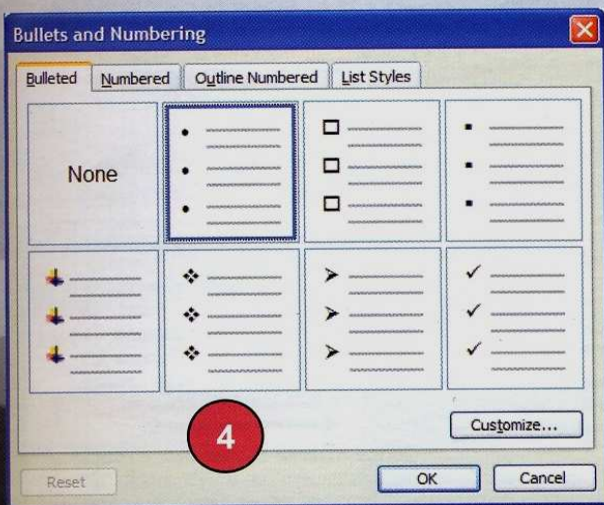 Bullets and Numbering
Bulleted Numbered Outline Numbered List Styles
None
4
Customize...
Reset OK Cancel